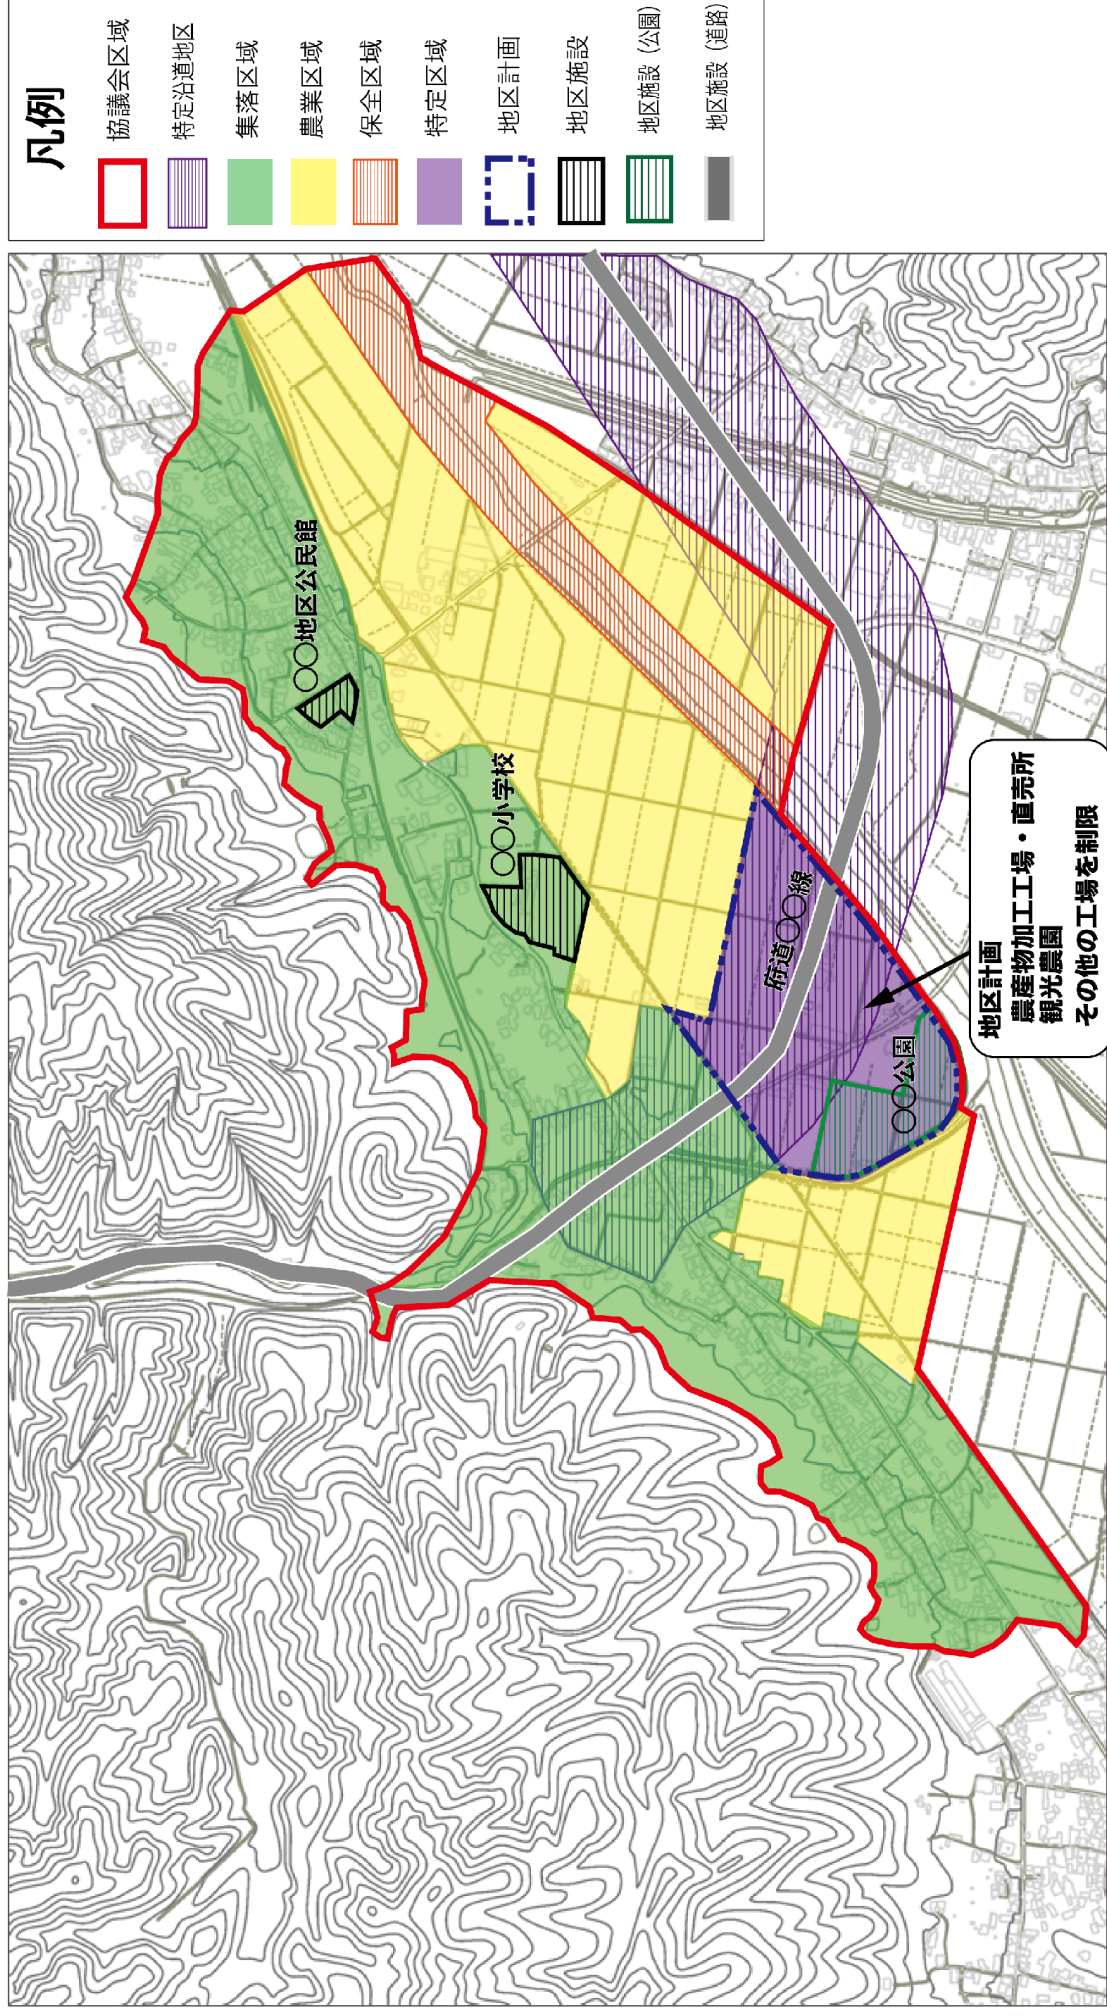 凡例
協議会区域
特定沿道地区
集落区域
農業区域
保全区域
特定区域
地区計画
地区施設
地区施設（公園）
地区施設（道路）
○○地区公民館
○○小学校
府道○○線
○○公園
地区計画
農産物加工工場・直売所
観光農園
その他の工場を制限